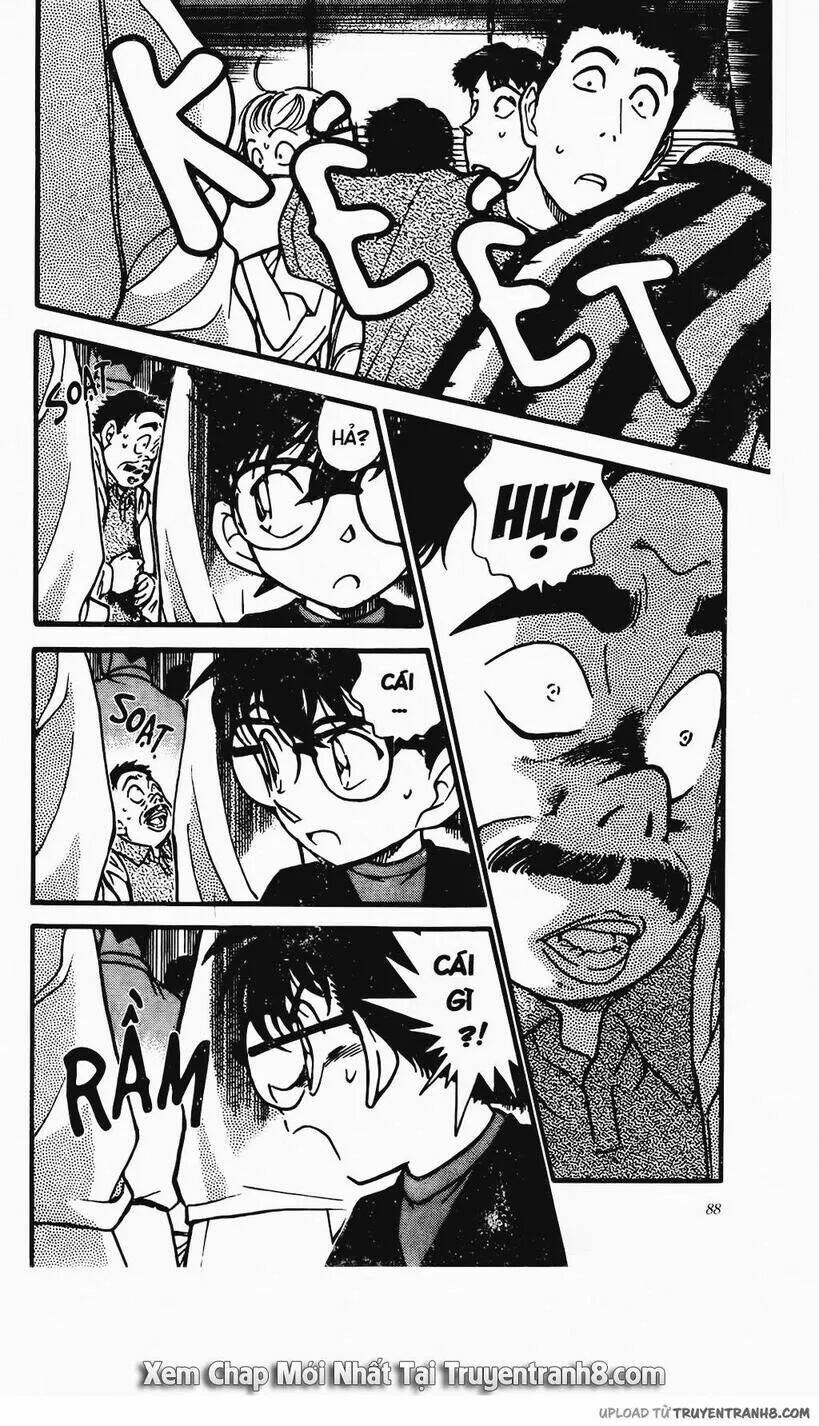 KÉÉT
HỰ!
SOẠT
HẢ?
SOẠT
CÁI
...
CÁI
GÌ
?!
RẦM
88
Xem Chap Mới Nhất Tại Truyentranh8.com
UPLOAD TỪ TRUYENTRANH8.COM